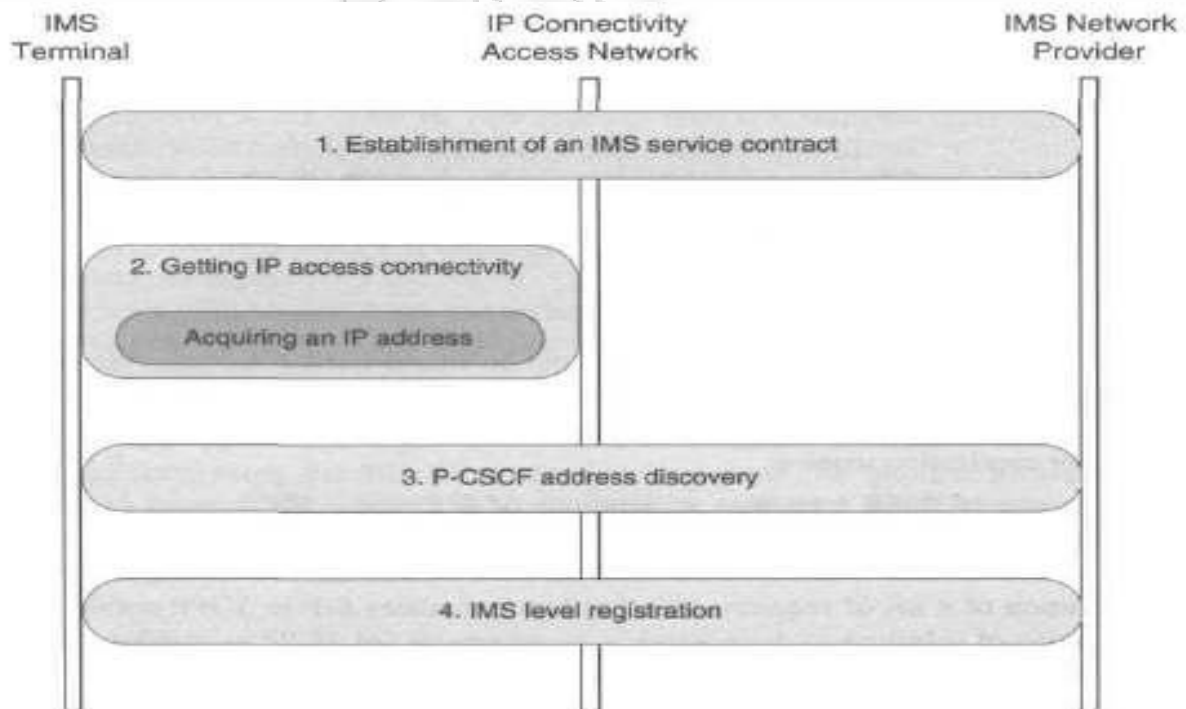 IMS
Terminal
IP Connectivity
Access Network
IMS Network
Provider
1. Establishment of an IMS service contract
2. Getting IP access connectivity
Acquiring an IP address
3. P-CSCF address discovery
4. IMS level registration